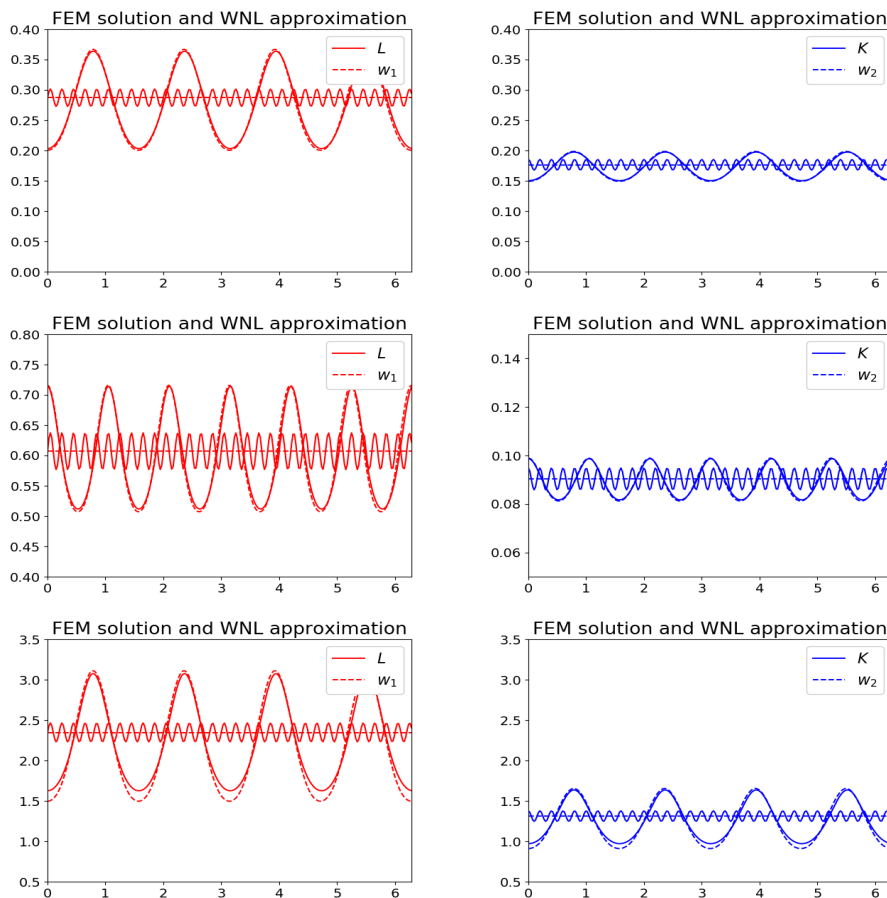 FEM solution and WNL approximation
0.40
0.35
0.30
0.25
0.20
0.15
0.10
0.05
0.00
0 1 2 3 4 5 6
L
w1
FEM solution and WNL approximation
0.40
0.35
0.30
0.25
0.20
0.15
0.10
0.05
0.00
0 1 2 3 4 5 6
K
w2
FEM solution and WNL approximation
0.80
0.75
0.70
0.65
0.60
0.55
0.50
0.45
0.40
0 1 2 3 4 5 6
L
w1
FEM solution and WNL approximation
0.14
0.12
0.10
0.08
0.06
0 1 2 3 4 5 6
K
w2
FEM solution and WNL approximation
3.5
3.0
2.5
2.0
1.5
1.0
0.5
0 1 2 3 4 5 6
L
w1
FEM solution and WNL approximation
3.5
3.0
2.5
2.0
1.5
1.0
0.5
0 1 2 3 4 5 6
K
w2